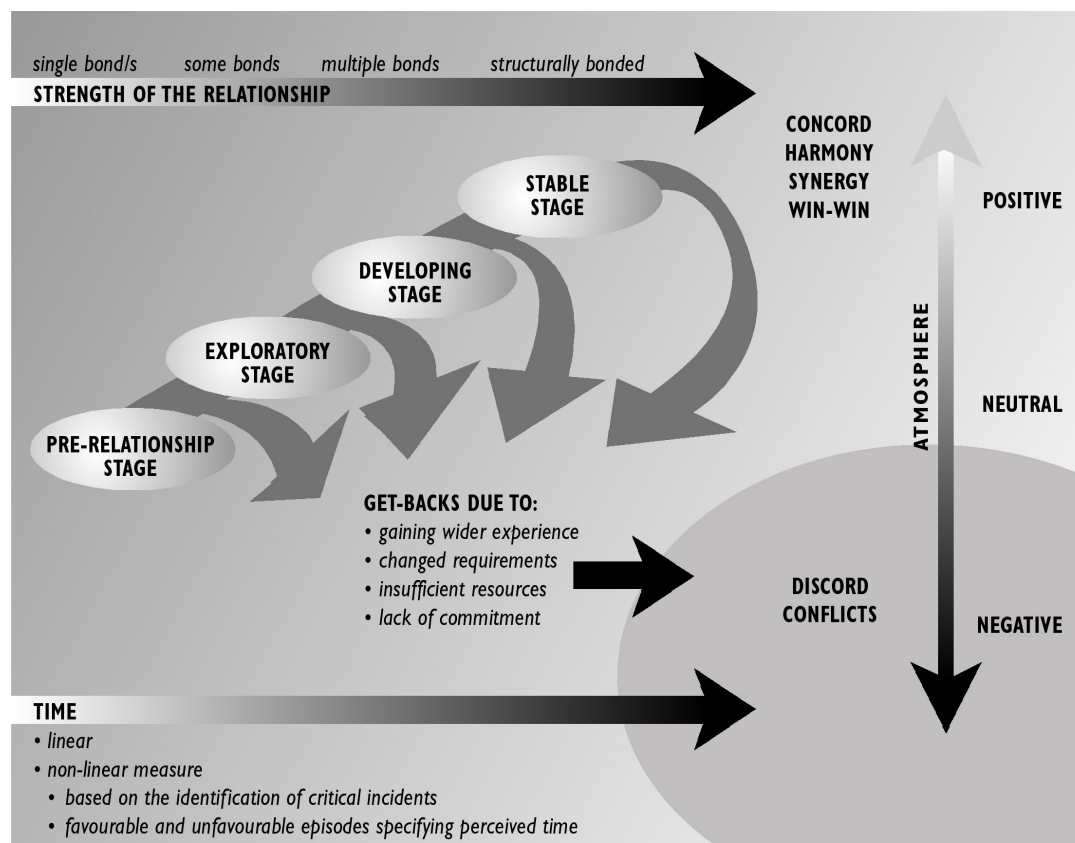 single bond/s some bonds multiple bonds structurally bonded
STRENGTH OF THE RELATIONSHIP
CONCORD
HARMONY
SYNERGY
WIN-WIN
POSITIVE
STABLE
STAGE
DEVELOPING
STAGE
EXPLORATORY
STAGE
PRE-RELATIONSHIP
STAGE
ATMOSPHERE
NEUTRAL
GET-BACKS DUE TO:
• gaining wider experience
• changed requirements
• insufficient resources
• lack of commitment
DISCORD
CONFLICTS
NEGATIVE
TIME
• linear
• non-linear measure
• based on the identification of critical incidents
• favourable and unfavourable episodes specifying perceived time